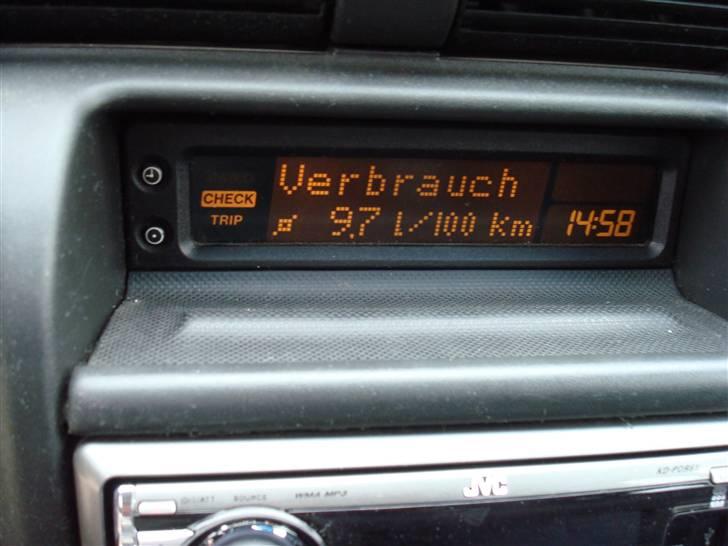 Verbrauch
CHECK
TRIP
ø 9,7 l/100 km 14:58
JVC
SOURCE WMA MP3